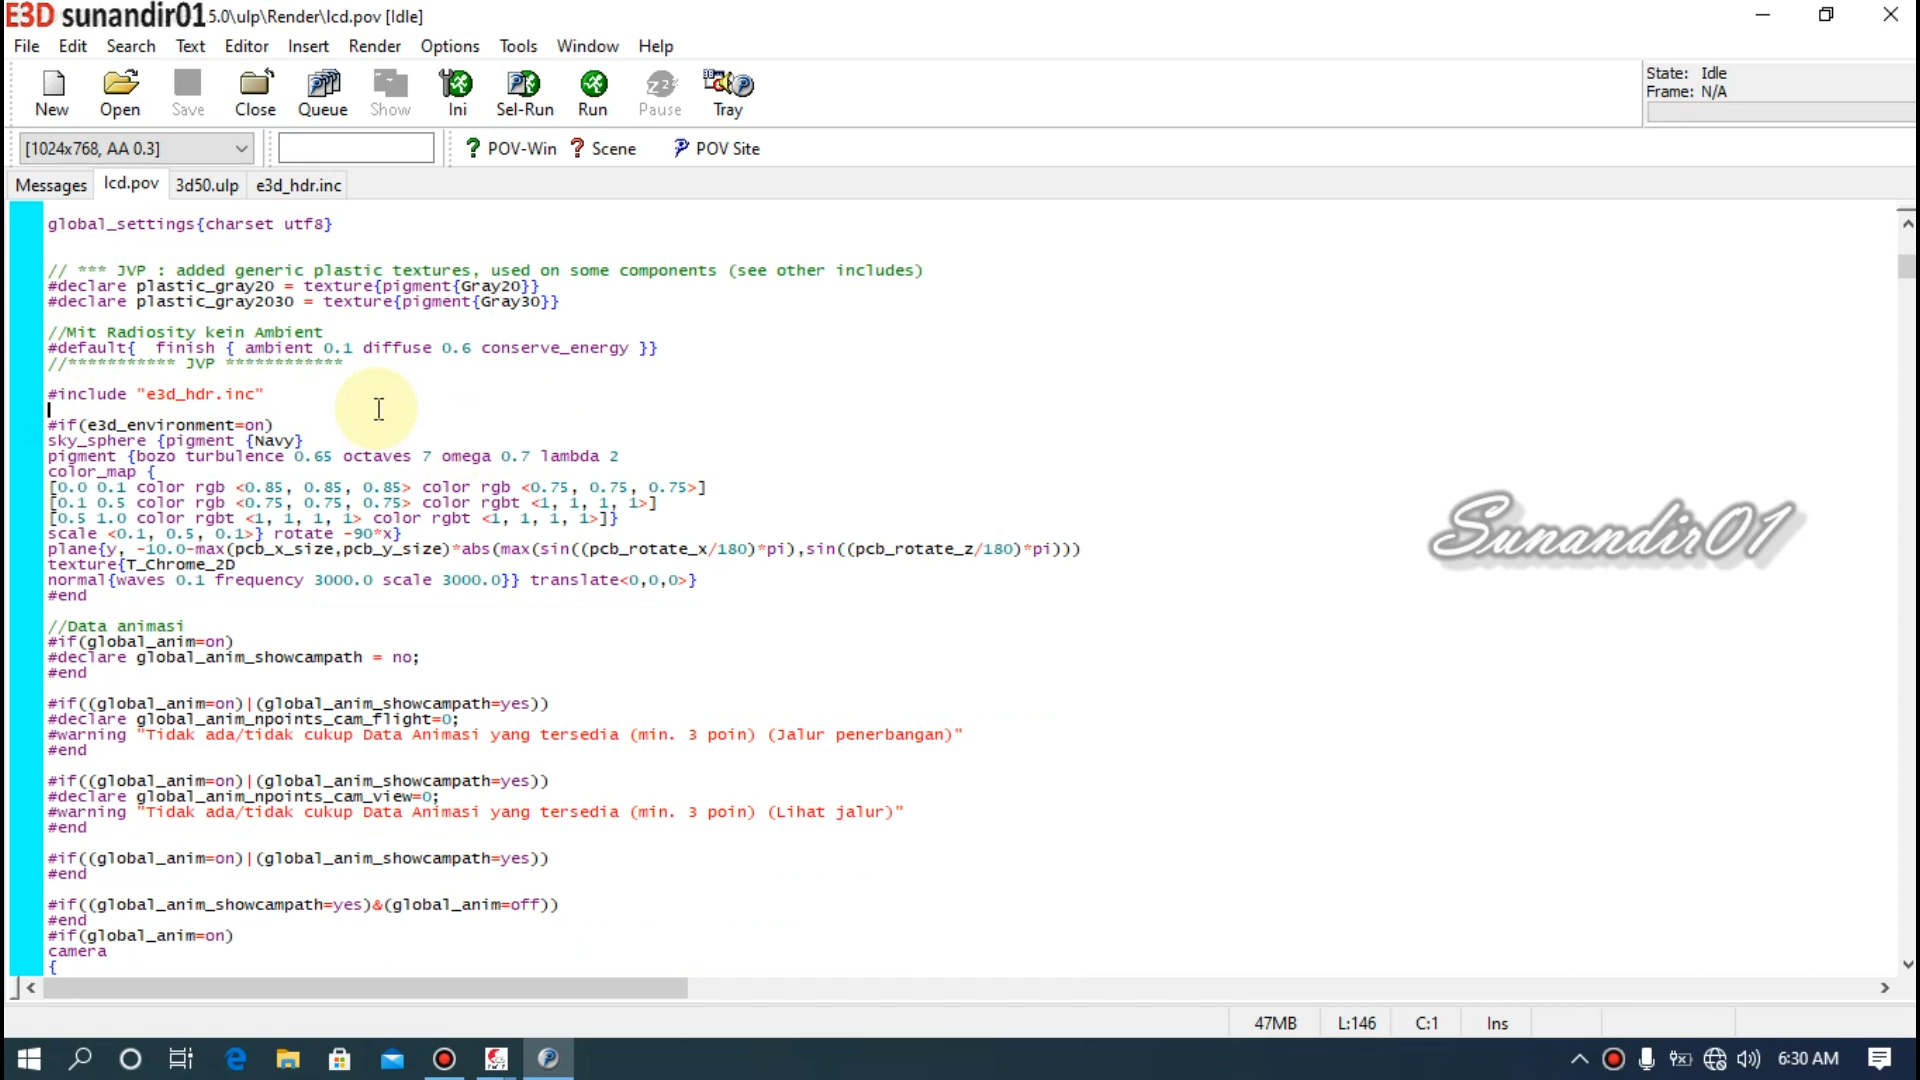 E3D sunandir01 5.0\ulp\Render\lcd.pov [Idle]
File Edit Search Text Editor Insert Render Options Tools Window Help
New Open Save Close Queue Show Ini Sel-Run Run Pause Tray
State: Idle
Frame: N/A
[1024x768, AA 0.3] ? POV-Win ? Scene POV Site
Messages lcd.pov 3d50.ulp e3d_hdr.inc
global_settings{charset utf8}
// *** JVP : added generic plastic textures, used on some components (see other includes)
#declare plastic_gray20 = texture{pigment{Gray20}}
#declare plastic_gray2030 = texture{pigment{Gray30}}
//Mit Radiosity kein Ambient
#default{  finish { ambient 0.1 diffuse 0.6 conserve_energy }}
//*********** JVP ************
#include "e3d_hdr.inc"
#if(e3d_environment=on)
sky_sphere {pigment {Navy}
pigment {bozo turbulence 0.65 octaves 7 omega 0.7 lambda 2
color_map {
[0.0 0.1 color rgb <0.85, 0.85, 0.85> color rgb <0.75, 0.75, 0.75>]
[0.1 0.5 color rgb <0.75, 0.75, 0.75> color rgbt <1, 1, 1, 1>]
[0.5 1.0 color rgbt <1, 1, 1, 1> color rgbt <1, 1, 1, 1>]}
scale <0.1, 0.5, 0.1>} rotate -90*x}
plane{y, -10.0-max(pcb_x_size,pcb_y_size)*abs(max(sin((pcb_rotate_x/180)*pi),sin((pcb_rotate_z/180)*pi)))
texture{T_Chrome_2D
normal{waves 0.1 frequency 3000.0 scale 3000.0}} translate<0,0,0>}
#end
//Data animasi
#if(global_anim=on)
#declare global_anim_showcampath = no;
#end
#if((global_anim=on)|(global_anim_showcampath=yes))
#declare global_anim_npoints_cam_flight=0;
#warning "Tidak ada/tidak cukup Data Animasi yang tersedia (min. 3 poin) (Jalur penerbangan)"
#end
#if((global_anim=on)|(global_anim_showcampath=yes))
#declare global_anim_npoints_cam_view=0;
#warning "Tidak ada/tidak cukup Data Animasi yang tersedia (min. 3 poin) (Lihat jalur)"
#end
#if((global_anim=on)|(global_anim_showcampath=yes))
#end
#if((global_anim_showcampath=yes)&(global_anim=off))
#end
#if(global_anim=on)
camera
{
Sunandir01
47MB L:146 C:1 Ins
6:30 AM